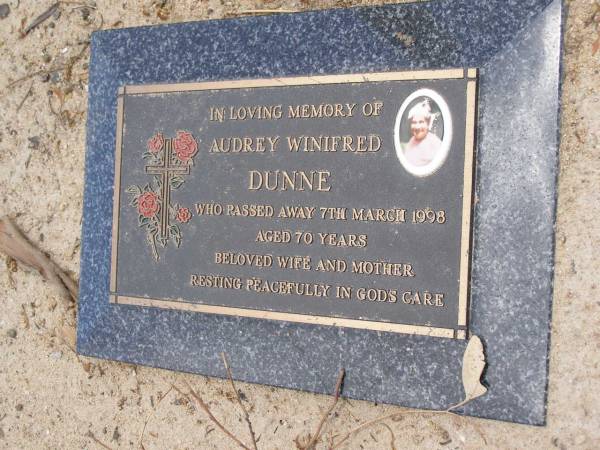 IN LOVING MEMORY OF
AUDREY WINIFRED
DUNNE
WHO PASSED AWAY 7TH MARCH 1998
AGED 70 YEARS
BELOVED WIFE AND MOTHER
RESTING PEACEFULLY IN GOD'S CARE